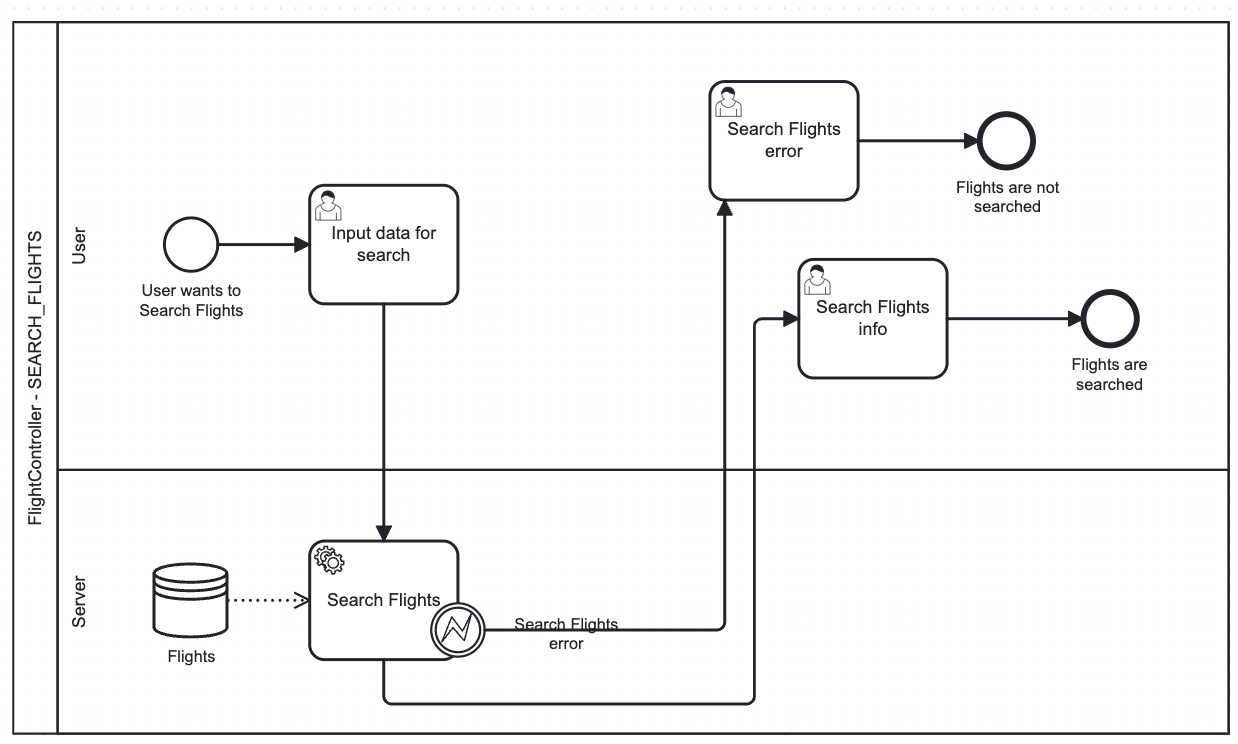 FlightController - SEARCH_FLIGHTS
User
User wants to
Search Flights
Input data for
search
Search Flights
error
Flights are not
searched
Search Flights
info
Flights are
searched
Server
Flights
Search Flights
Search Flights
error